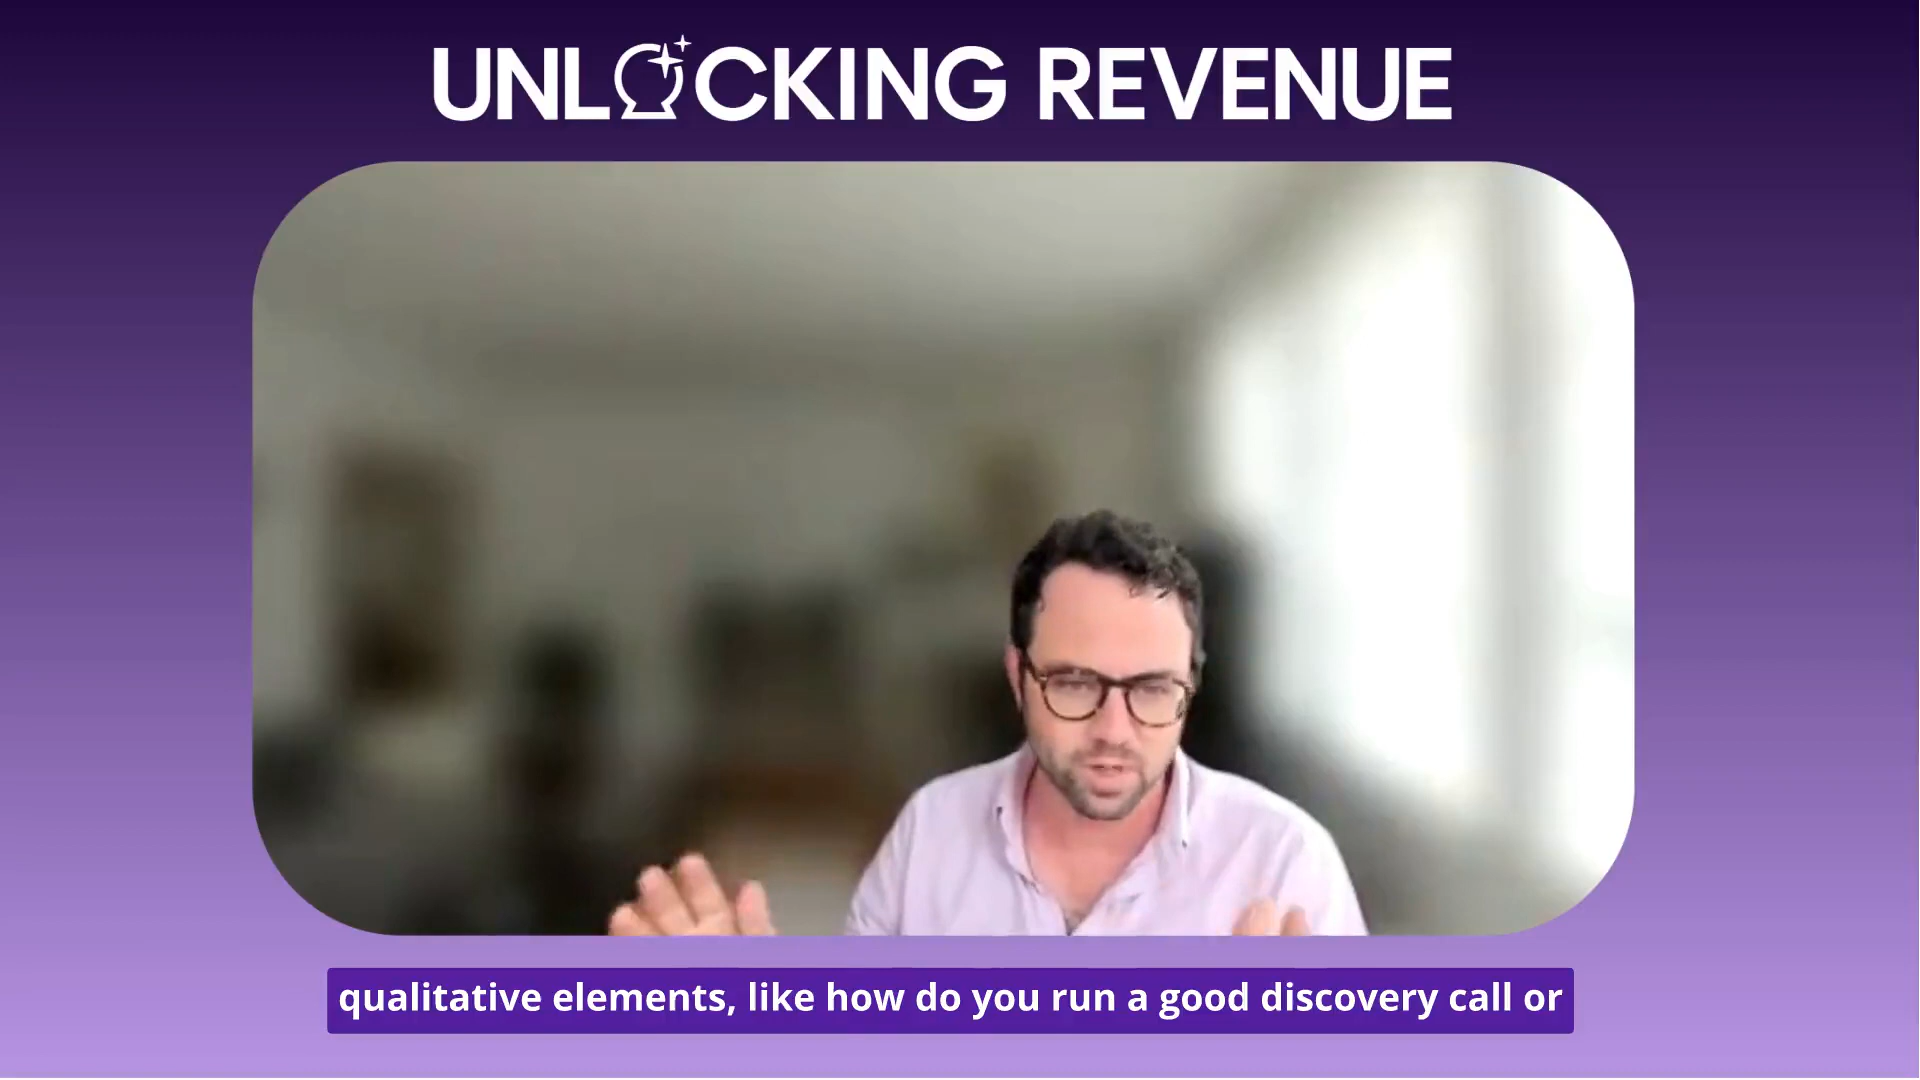 UNLOCKING REVENUE
qualitative elements, like how do you run a good discovery call or